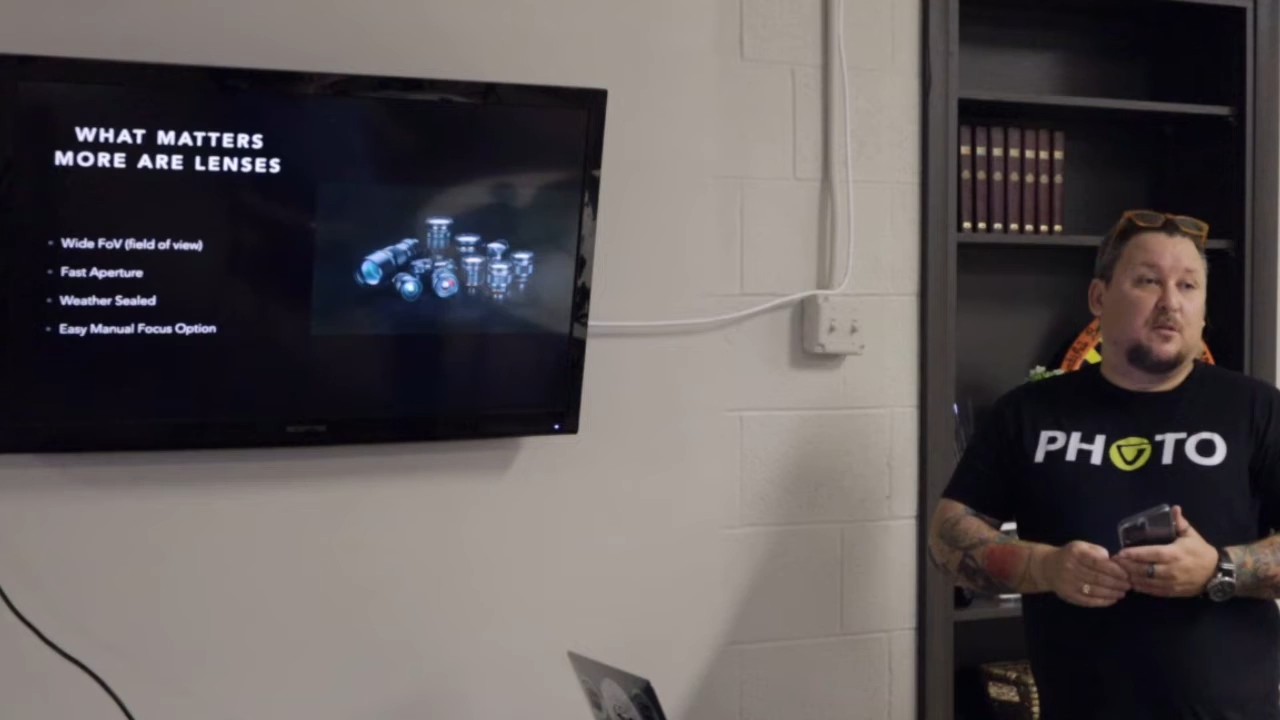 WHAT MATTERS
MORE ARE LENSES
Wide FoV (field of view)
Fast Aperture
Weather Sealed
Easy Manual Focus Option
PHOTO